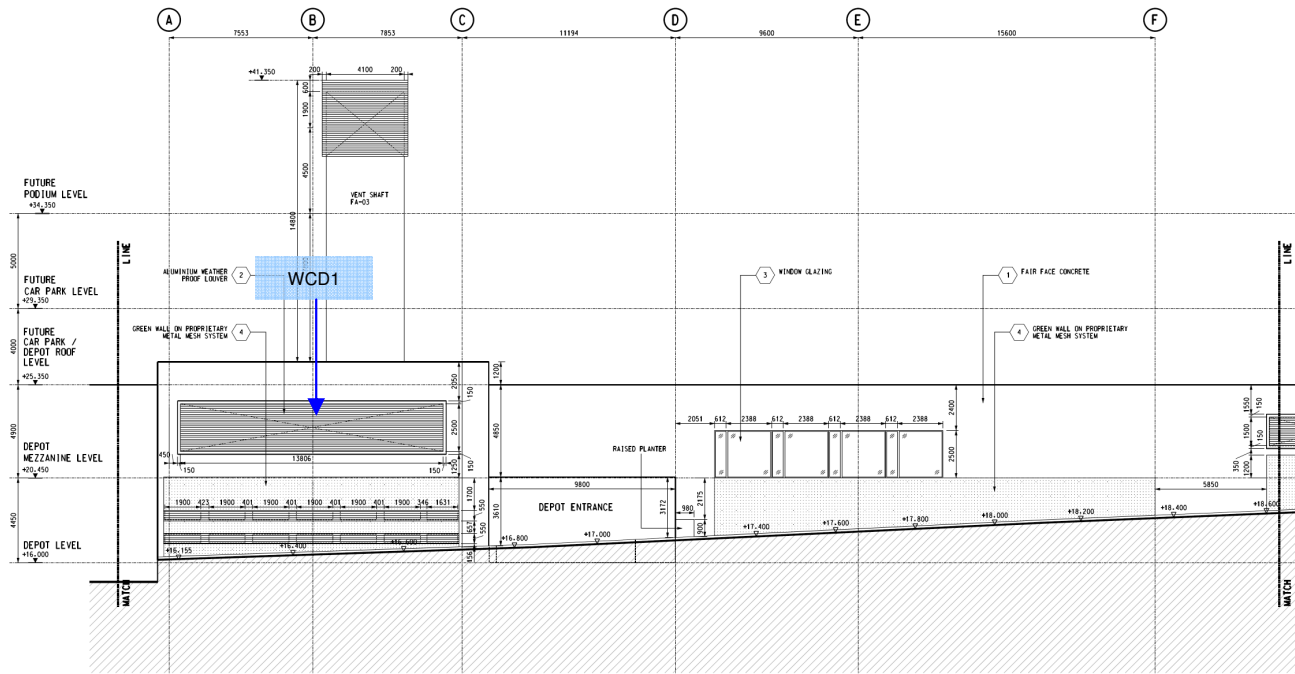 A B C D E F
7553 7853 11194 9600 15600
+41.350
200 4100 200
600
1900
4500
14800
VENT SHAFT
FA-03
FUTURE
PODIUM LEVEL
+34.350
5000
LINE
LINE
ALUMINIUM WEATHER
PROOF LOUVER
2
WCD1
3
WINDOW GLAZING
1
FAIR FACE CONCRETE
FUTURE
CAR PARK LEVEL
+29.350
4000
GREEN WALL ON PROPRIETARY
METAL MESH SYSTEM
4
4
GREEN WALL ON PROPRIETARY
METAL MESH SYSTEM
FUTURE
CAR PARK /
DEPOT ROOF
LEVEL
+25.350
2050
1200
150
2500
4900
4850
2400
1550
150
2051 612 2388 612 2388 612 2388 612 2388
2500
1500
150
RAISED PLANTER
DEPOT
MEZZANINE LEVEL
+20.450
450
150
13806
150
150
1250
350
1200
9800
5850
1900 423 1900 401 1900 401 1900 401 1900 401 1900 346 1631
1700
550
657
550
3610
DEPOT ENTRANCE
3172
980
2175
900
4450
DEPOT LEVEL
+16.000
+16.155
+16.400
+16.600
156
+16.800
+17.000
+17.400
+17.600
+17.800
+18.000
+18.200
+18.400
+18.600
MATCH
MATCH